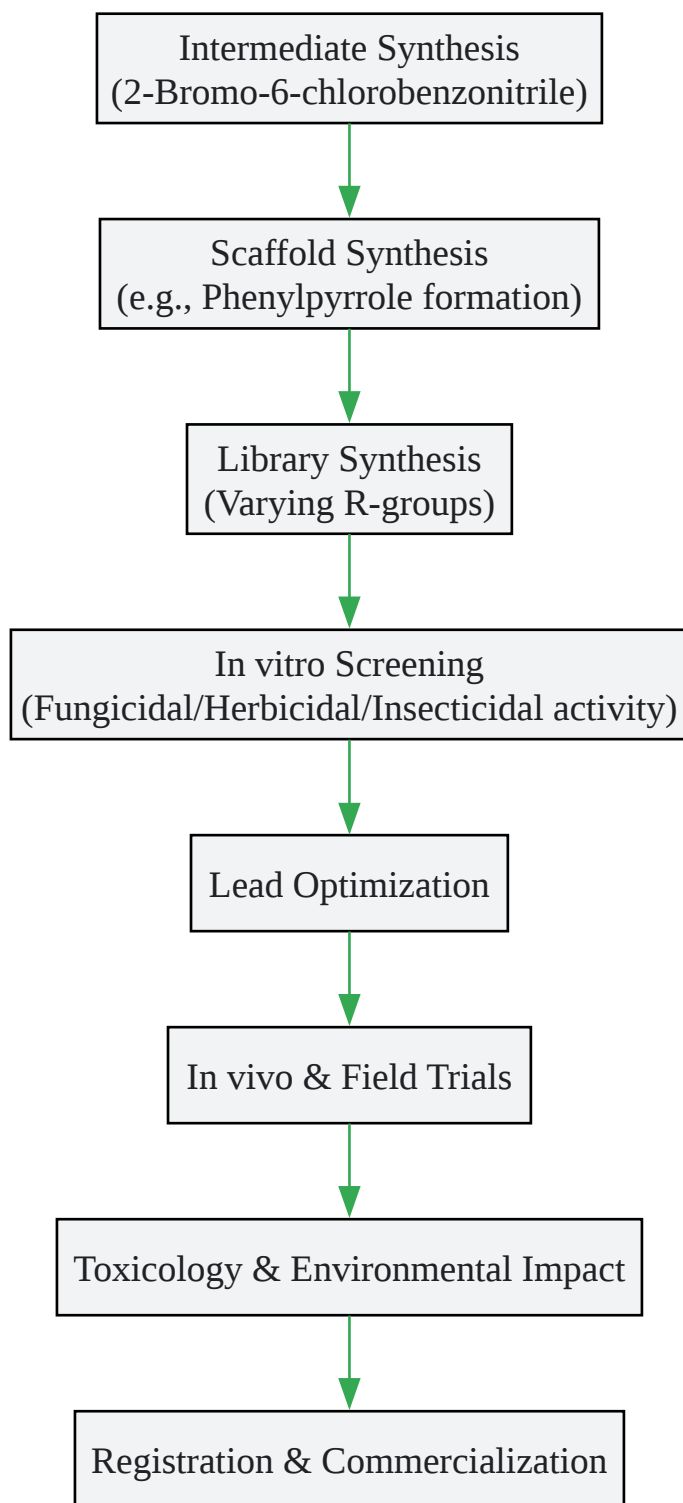 Intermediate Synthesis
(2-Bromo-6-chlorobenzonitrile)
Scaffold Synthesis
(e.g., Phenylpyrrole formation)
Library Synthesis
(Varying R-groups)
In vitro Screening
(Fungicidal/Herbicidal/Insecticidal activity)
Lead Optimization
In vivo & Field Trials
Toxicology & Environmental Impact
Registration & Commercialization